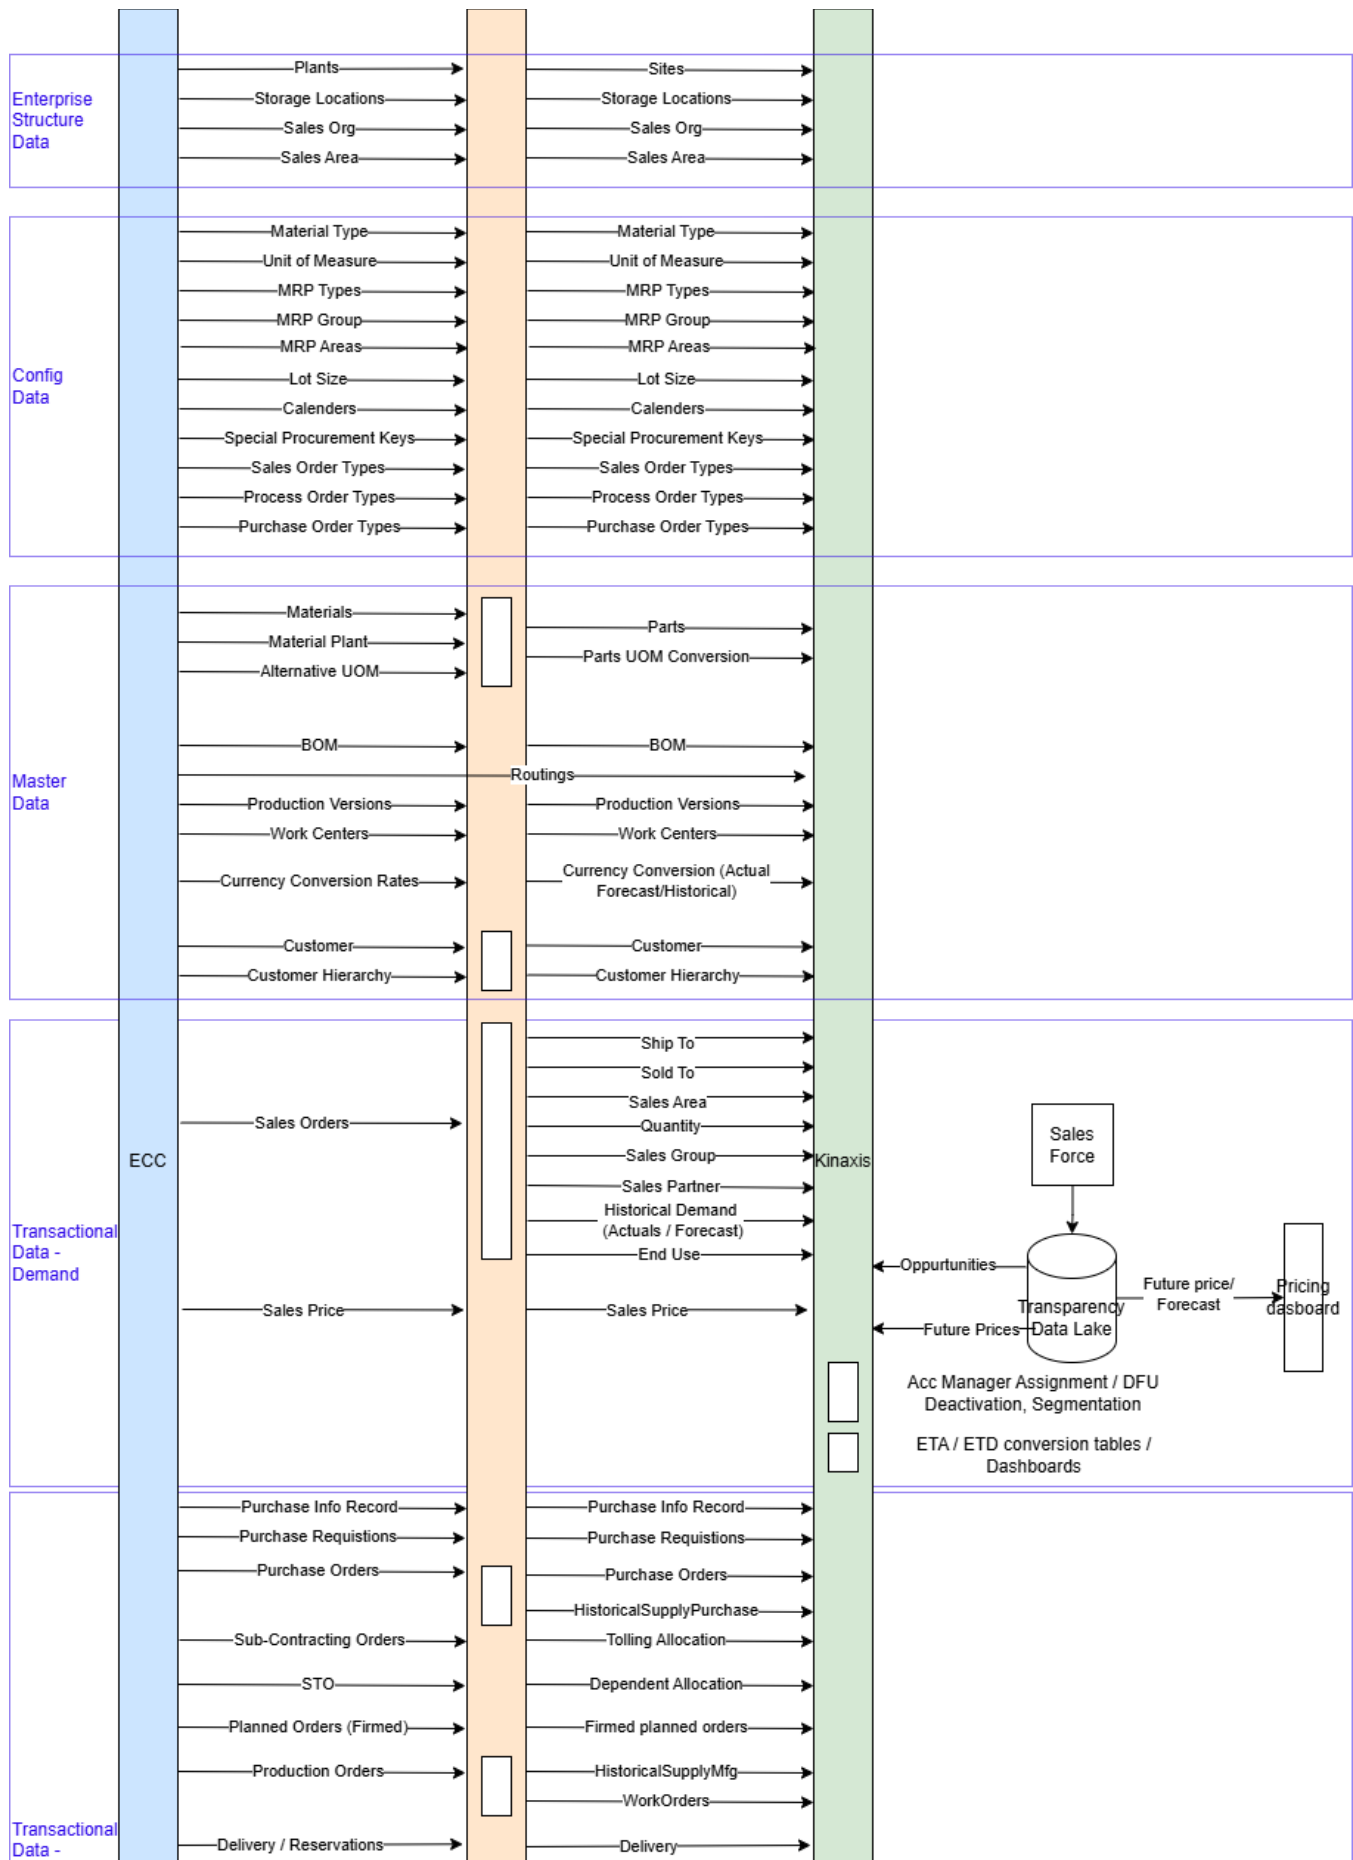 Enterprise
Structure
Data
Plants
Sites
Storage Locations
Storage Locations
Sales Org
Sales Org
Sales Area
Sales Area
Config
Data
Material Type
Material Type
Unit of Measure
Unit of Measure
MRP Types
MRP Types
MRP Group
MRP Group
MRP Areas
MRP Areas
Lot Size
Lot Size
Calenders
Calenders
Special Procurement Keys
Special Procurement Keys
Sales Order Types
Sales Order Types
Process Order Types
Process Order Types
Purchase Order Types
Purchase Order Types
Master
Data
Materials
Parts
Material Plant
Parts UOM Conversion
Alternative UOM
BOM
BOM
Routings
Production Versions
Production Versions
Work Centers
Work Centers
Currency Conversion Rates
Currency Conversion (Actual
Forecast/Historical)
Customer
Customer
Customer Hierarchy
Customer Hierarchy
Transactional
Data -
Demand
ECC
Sales Orders
Ship To
Sold To
Sales Area
Quantity
Sales Group
Sales Partner
Historical Demand
(Actuals / Forecast)
End Use
Sales Price
Sales Price
Kinaxis
Sales
Force
Oppurtunities
Transparency
Data Lake
Future Prices
Future price/
Forecast
Pricing
dasboard
Acc Manager Assignment / DFU
Deactivation, Segmentation
ETA / ETD conversion tables /
Dashboards
Purchase Info Record
Purchase Info Record
Purchase Requistions
Purchase Requistions
Purchase Orders
Purchase Orders
HistoricalSupplyPurchase
Sub-Contracting Orders
Tolling Allocation
STO
Dependent Allocation
Planned Orders (Firmed)
Firmed planned orders
Production Orders
HistoricalSupplyMfg
WorkOrders
Transactional
Data -
Delivery / Reservations
Delivery